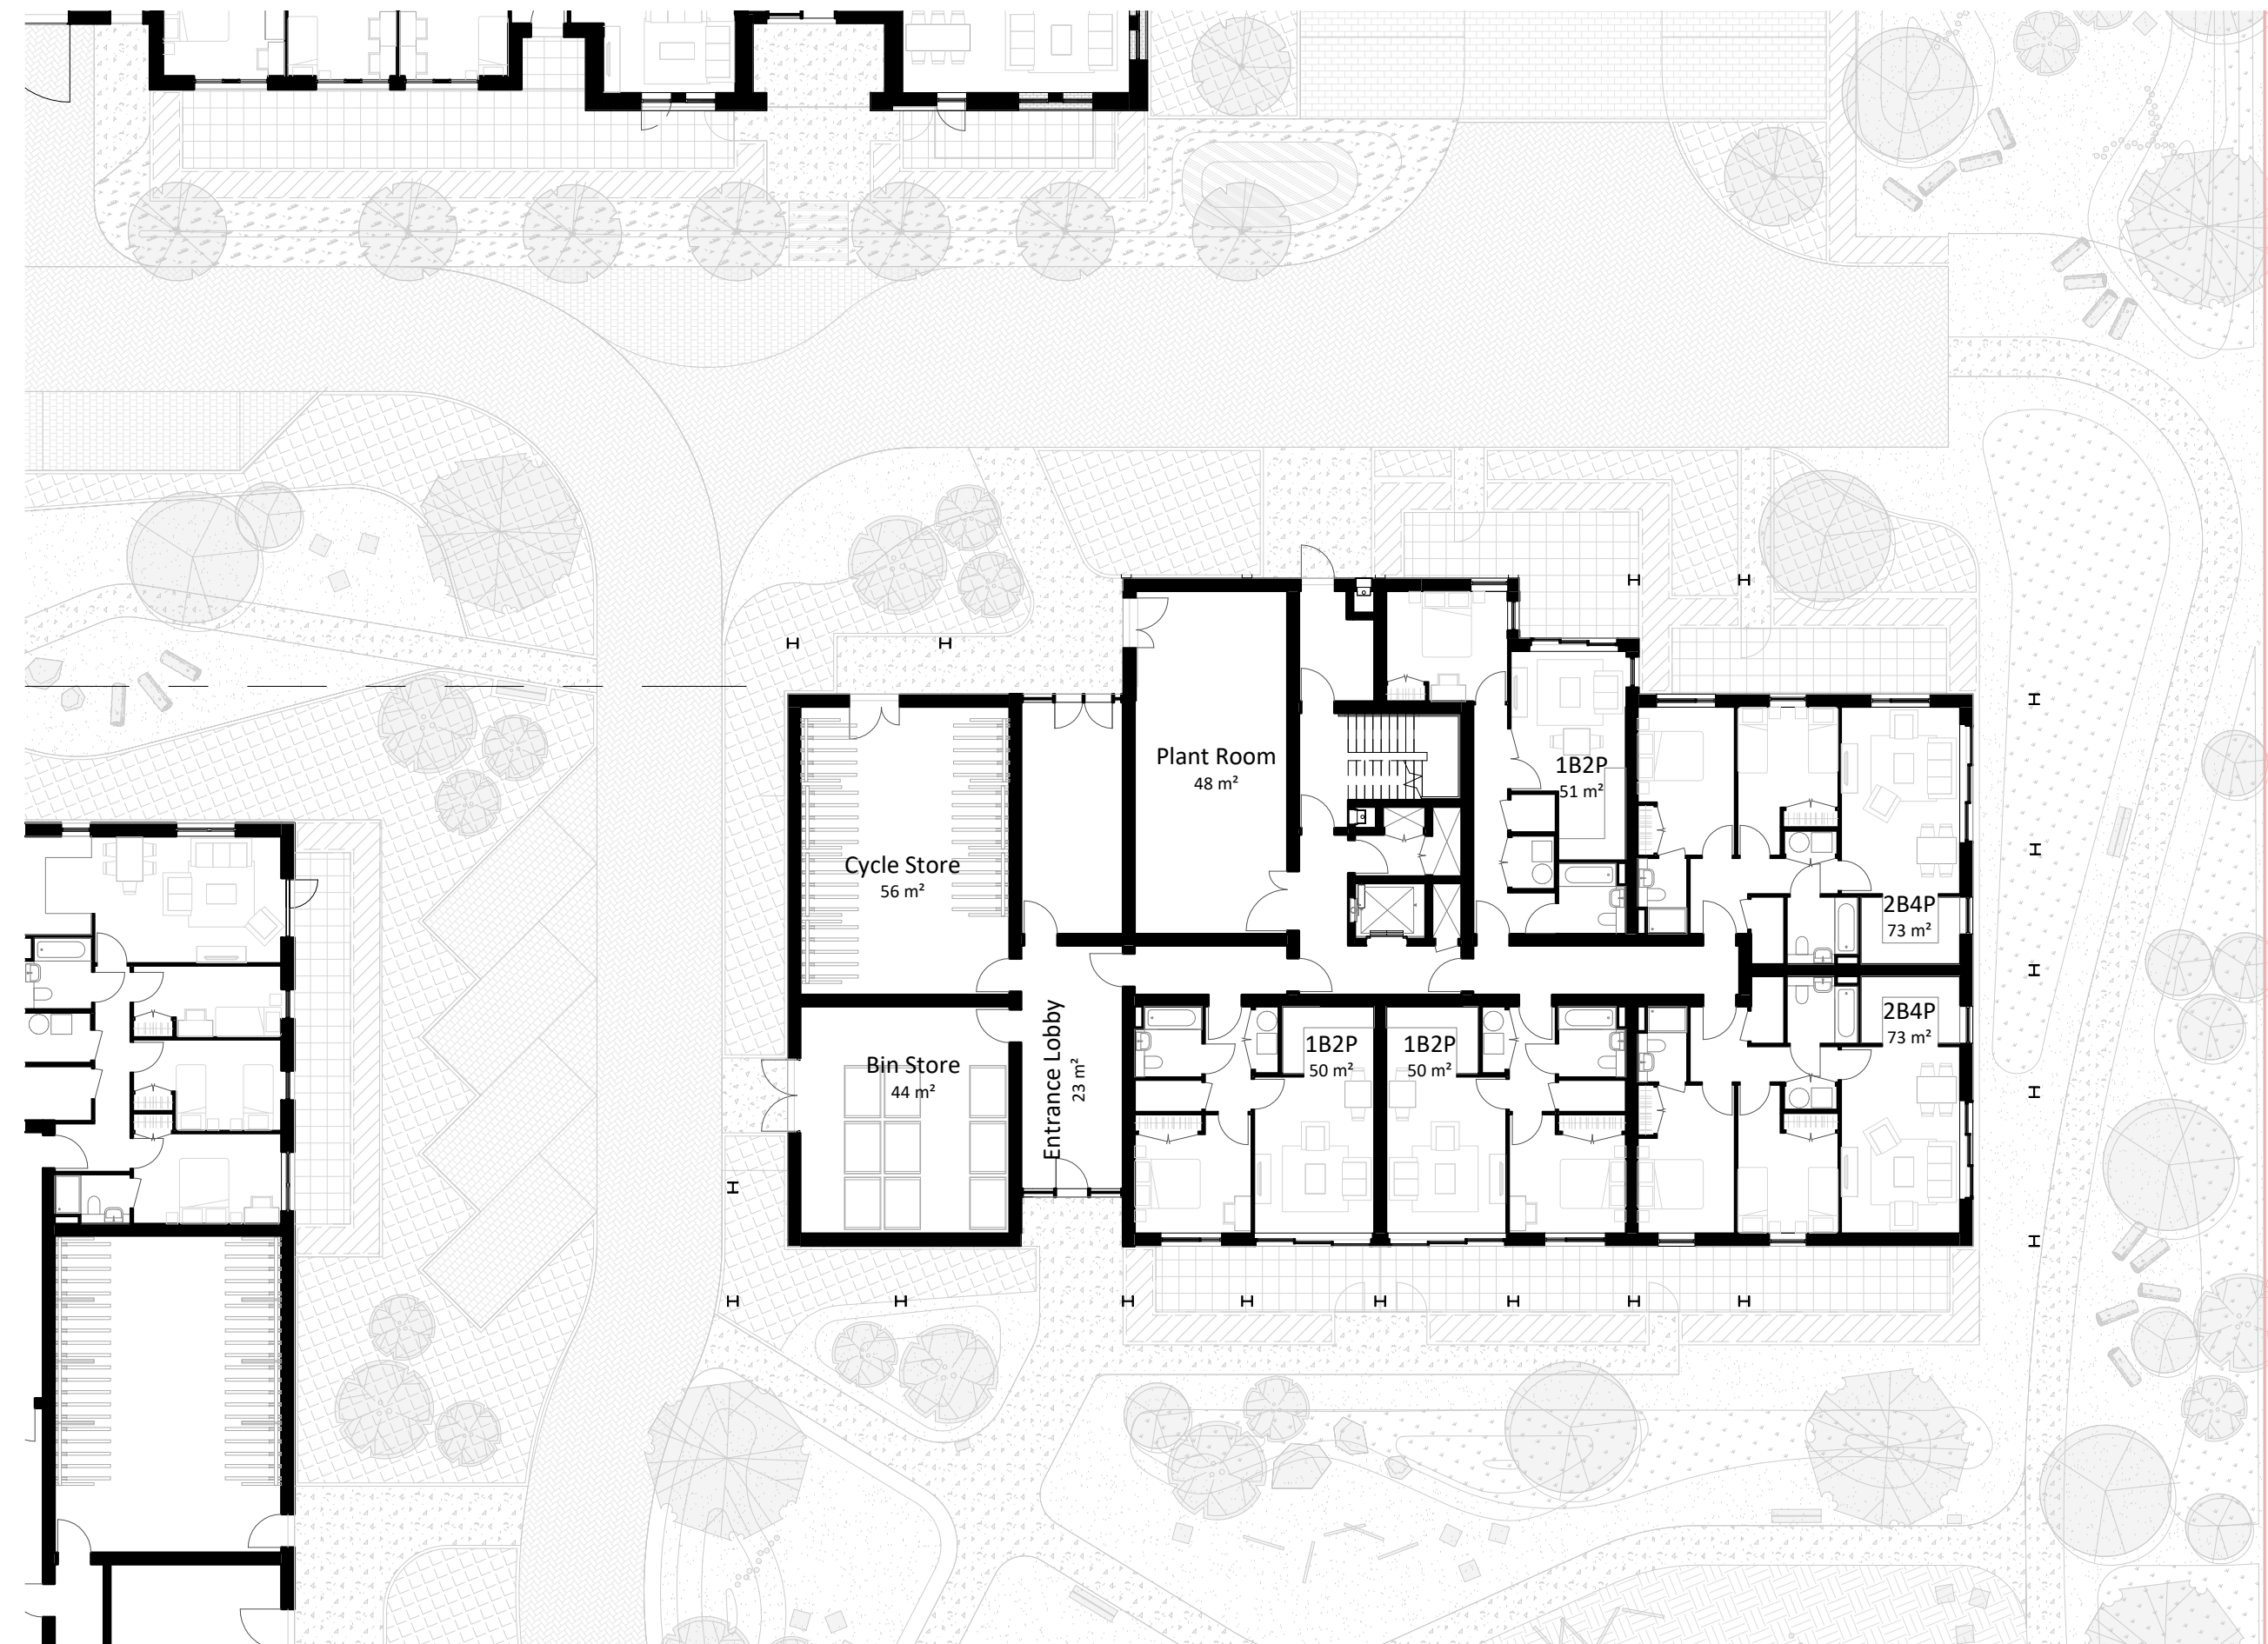 Plant Room
48 m²
1B2P
51 m²
Cycle Store
56 m²
2B4P
73 m²
2B4P
73 m²
Entrance Lobby
23 m²
1B2P
50 m²
1B2P
50 m²
Bin Store
44 m²